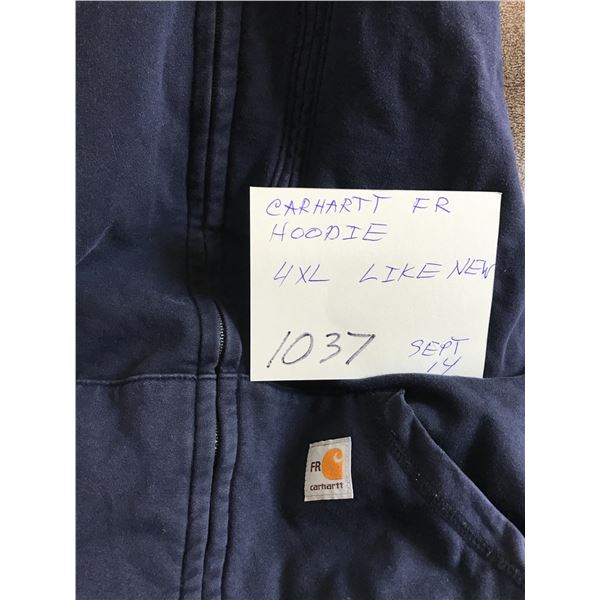 CARHARTT FR
HOODIE
4XL LIKE NEW
1037 SEPT
14
FR
carhartt